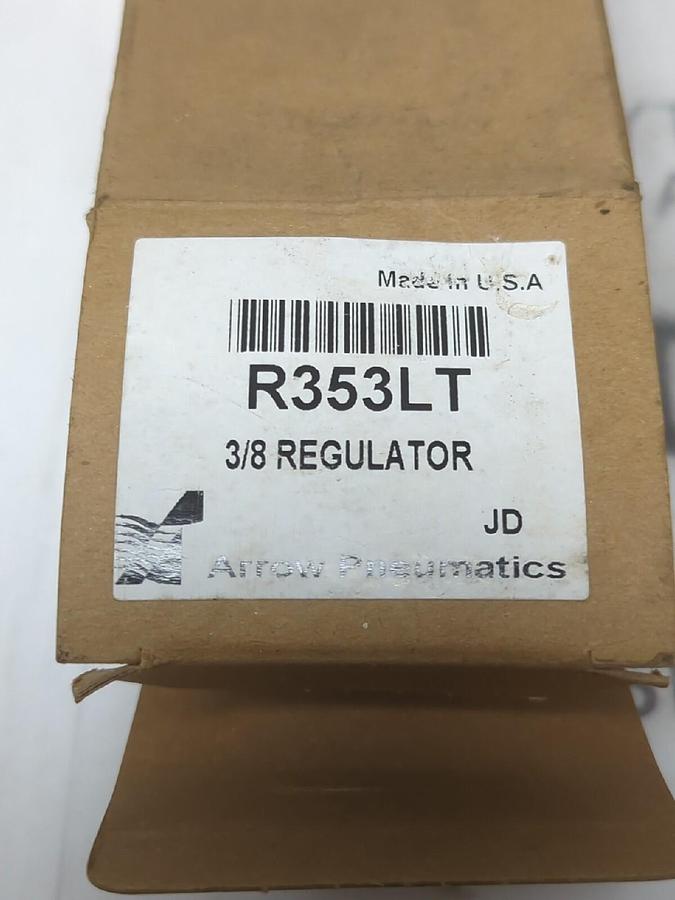 Made in U.S.A
R353LT
3/8 REGULATOR
JD
Arrow Pneumatics